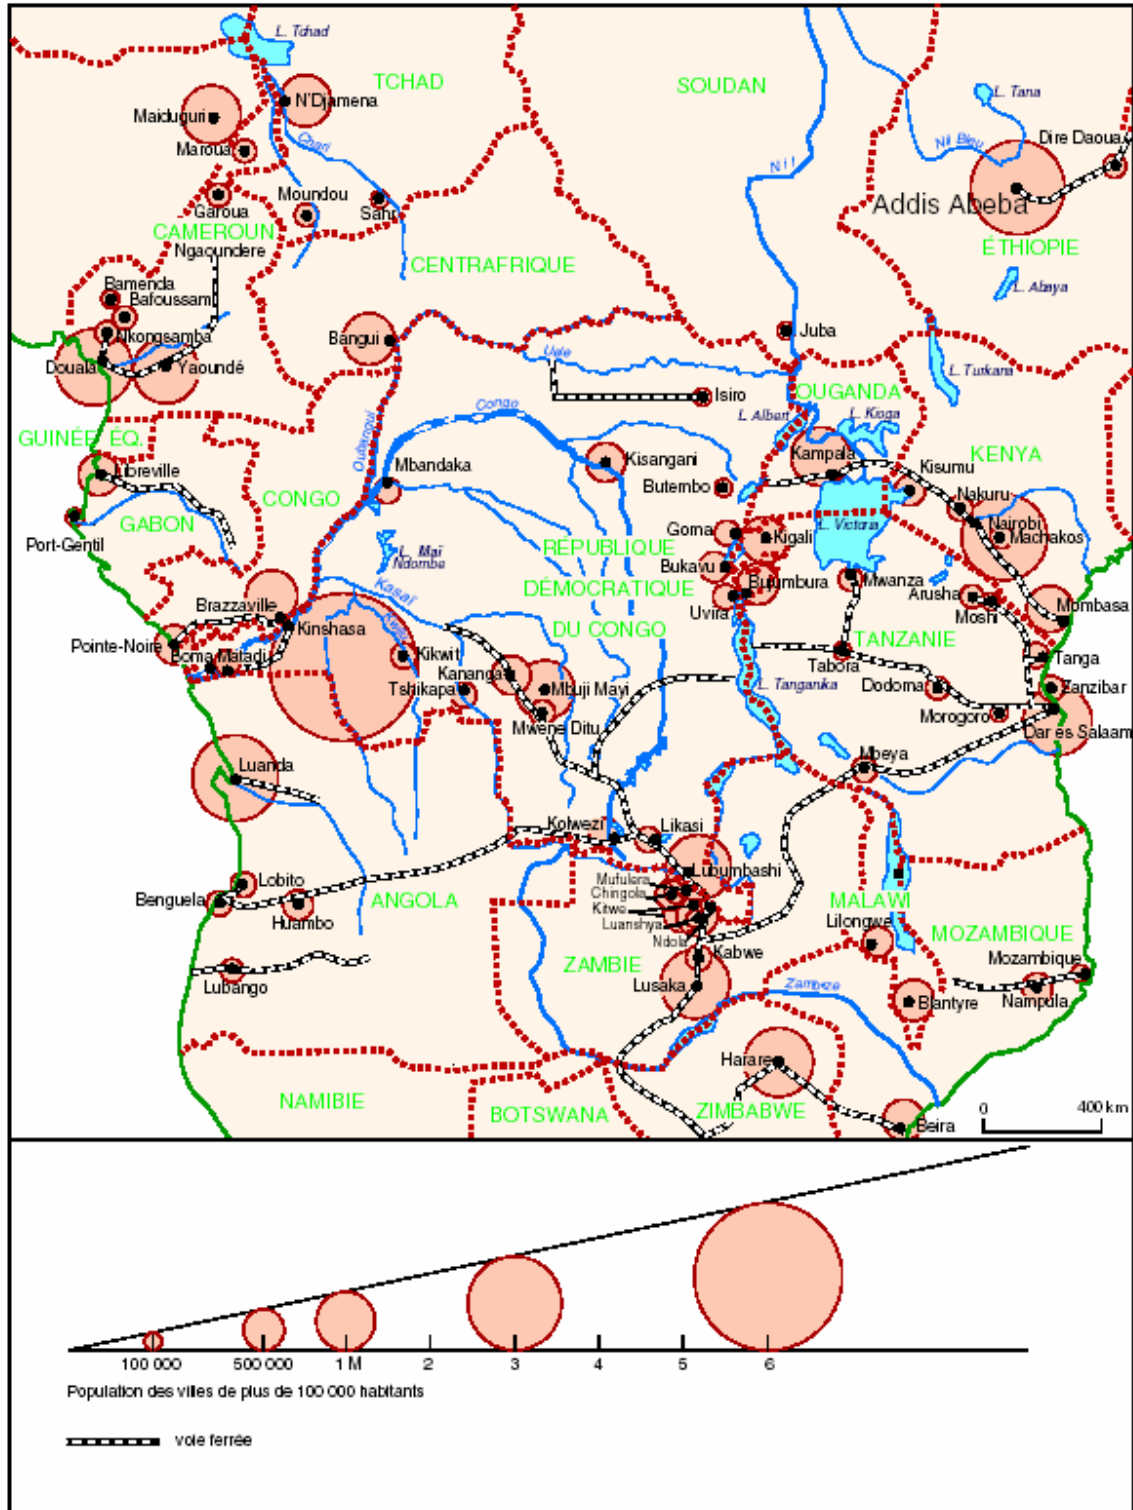 L. Tchad
TCHAD
SOUDAN
N'Djamena
L. Tana
Maiduguri
Chari
Nil Bleu
Dire Daoua
Maroua
Nil
Moundou
Garoua
Sahr
Addis Abeba
CAMEROUN
ÉTHIOPIE
Ngaoundere
CENTRAFRIQUE
Bamenda
L. Abaya
Bafoussam
Nkongsamba
Bangui
Juba
Douala
Yaoundé
Uele
L. Turkana
OUGANDA
Isiro
Congo
L. Albert
L. Kioga
GUINÉE ÉQ.
Oubangui
Kampala
KENYA
Libreville
Mbandaka
Kisangani
Kisumu
CONGO
Butembo
Nakuru
GABON
L. Victoria
Nairobi
Port-Gentil
Goma
Kigali
Machakos
RÉPUBLIQUE
L. Maï
Ndombe
Bukavu
DÉMOCRATIQUE
Bujumbura
Mwanza
Kasaï
Arusha
Brazzaville
Uvira
Moshi
Mombasa
Kinshasa
Kwilu
DU CONGO
TANZANIE
Pointe-Noire
Boma
Matadi
Kikwit
Tanga
Kananga
Tabora
Tshikapa
Mbuji Mayi
L. Tanganika
Dodoma
Zanzibar
Mwene Ditu
Morogoro
Dar es Salaam
Mbeya
Luanda
Kolwezi
Likasi
Lubumbashi
Mufulera
Lobito
Chingola
Benguela
ANGOLA
MALAWI
Kitwe
Huambo
Luanshya
Lilongwe
Ndola
MOZAMBIQUE
Kabwe
ZAMBIE
Mozambique
Lubango
Lusaka
Zambèze
Blantyre
Nampula
Harare
NAMIBIE
BOTSWANA
ZIMBABWE
0 400 km
Beira
100 000 500 000 1 M 2 3 4 5 6
Population des villes de plus de 100 000 habitants
voie ferrée